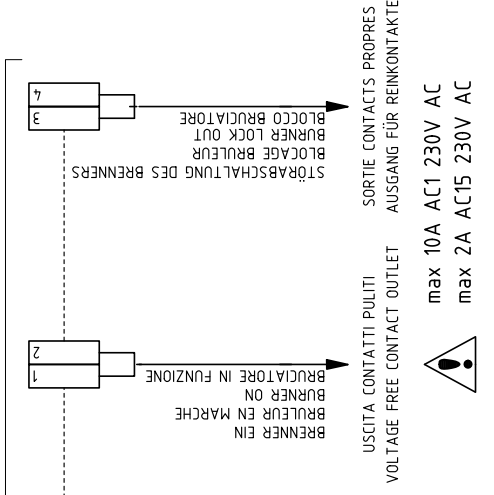 3
4
STÖRABSCHALTUNG DES BRENNERS
BLOCAGE BRULEUR
BURNER LOCK OUT
BLOCCO BRUCIATORE
1
2
BRENNER EIN
BRULEUR EN MARCHE
BURNER ON
BRUCIATORE IN FUNZIONE
USCITA CONTATTI PULITI
VOLTAGE FREE CONTACT OUTLET
SORTIE CONTACTS PROPRES
AUSGANG FÜR REINKONTAKTE
max 10A AC1 230V AC
max 2A AC15 230V AC